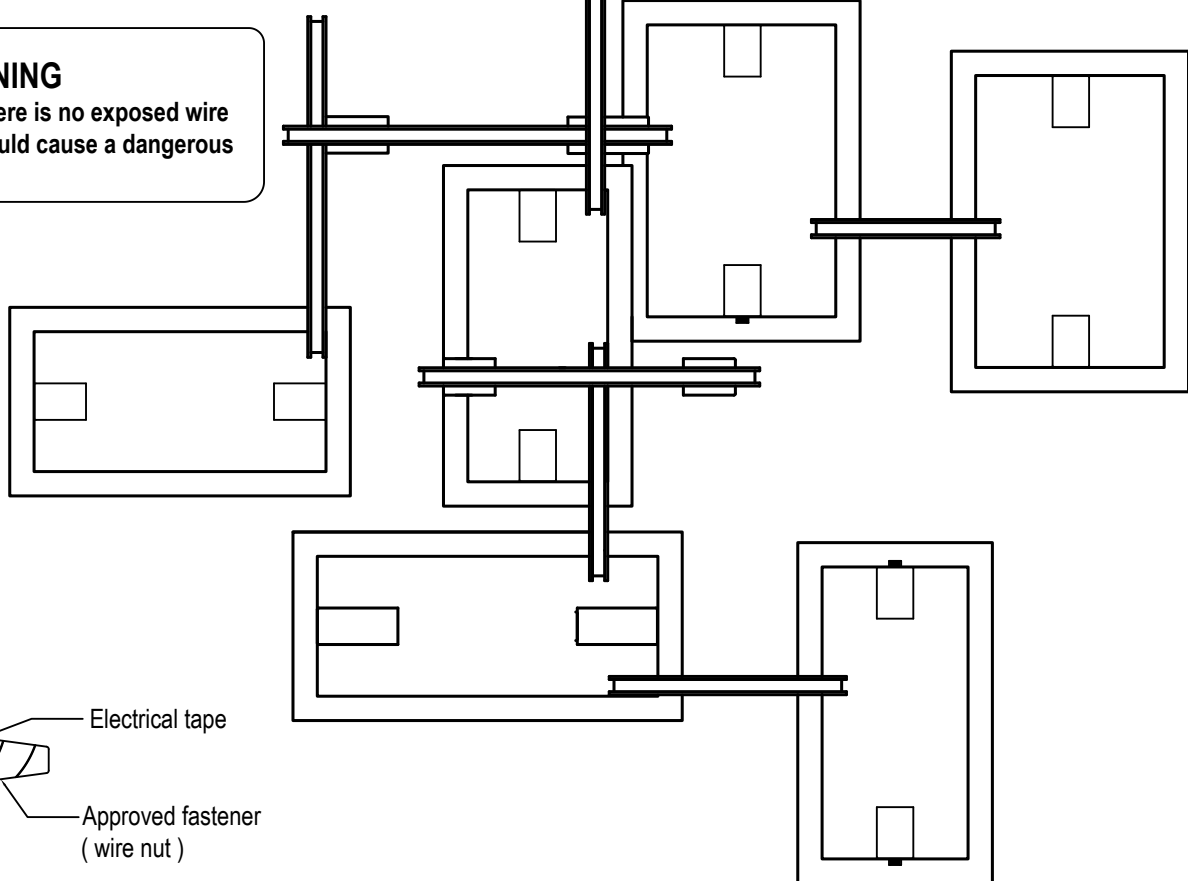 NING
ere is no exposed wire
uld cause a dangerous
Electrical tape
Approved fastener
( wire nut )